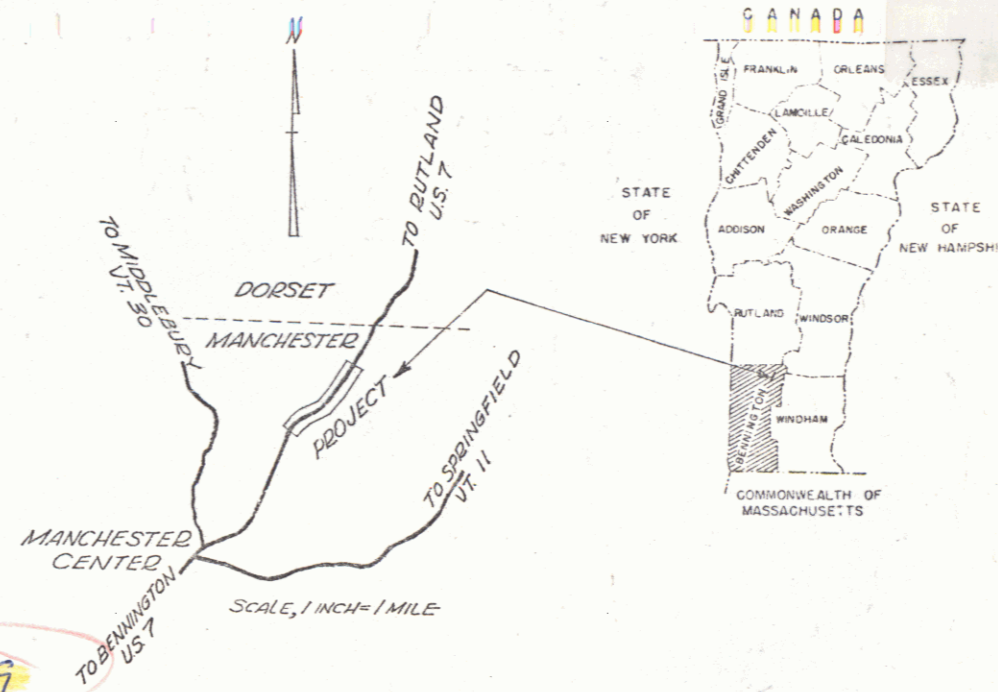 N
TO RUTLAND
U.S. 7
TO MIDDLEBURY
VT. 30
DORSET
MANCHESTER
PROJECT
TO SPRINGFIELD
VT. 11
MANCHESTER
CENTER
SCALE, 1 INCH = 1 MILE
TO BENNINGTON
U.S. 7
CANADA
GRAND ISLE
FRANKLIN
ORLEANS
ESSEX
LAMOILLE
CHITTENDEN
CALEDONIA
WASHINGTON
STATE
OF
NEW YORK
ADDISON
ORANGE
STATE
OF
NEW HAMPSHI
RUTLAND
WINDSOR
BENNINGTON
WINDHAM
COMMONWEALTH OF
MASSACHUSETTS